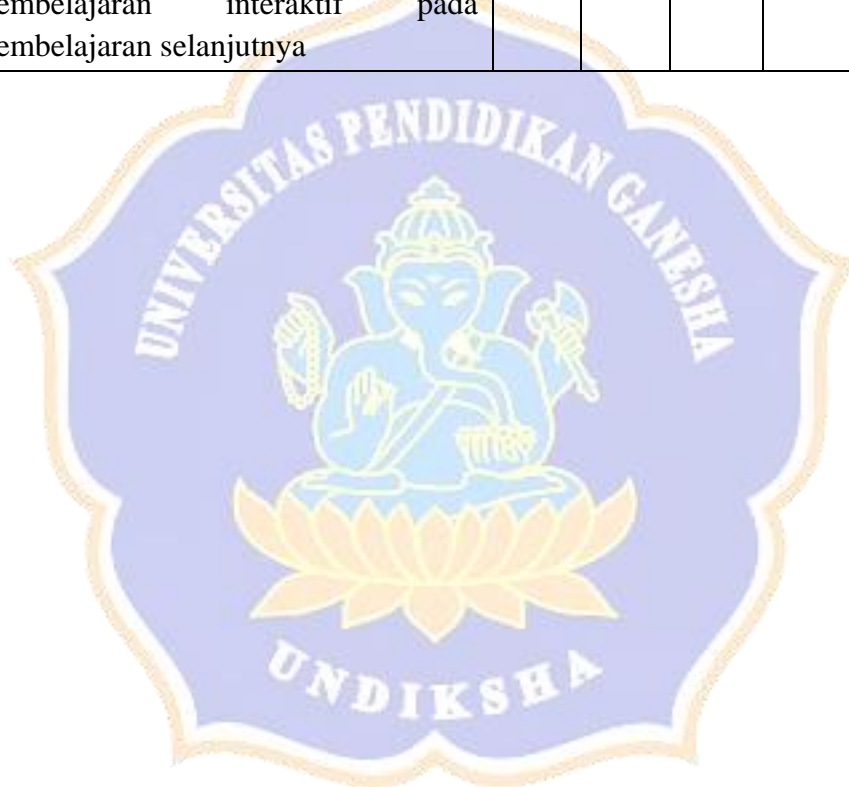 embelajaran interaktif pada
embelajaran selanjutnya
UNIVERSITAS PENDIDIKAN GANESHA
UNDIKSHA